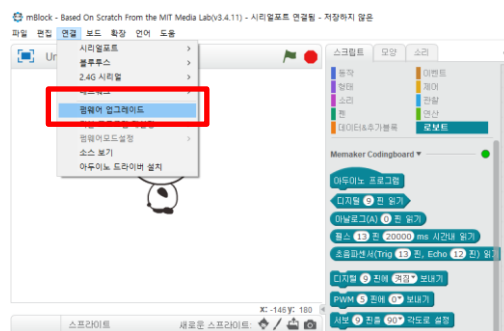 mBlock - Based On Scratch From the MIT Media Lab(v3.4.11) - 시리얼포트 연결됨 - 저장하지 않은
파일 편집 연결 보드 확장 언어 도움
시리얼포트 >
블루투스 >
2.4G 시리얼 >
네트워크 >
펌웨어 업그레이드
펌웨어모드설정 >
소스 보기
아두이노 드라이버 설치
Un
스크립트 모양 소리
동작 이벤트
형태 제어
소리 관찰
펜 연산
데이터&추가블록 로보트
Memaker Codingboard
아두이노 프로그램
디지털 9 핀 읽기
아날로그(A) 0 핀 읽기
펄스 13 핀 20000 ms 시간내 읽기
초음파센서(Trig 13 핀, Echo 12 핀) 읽기
디지털 9 핀에 켜짐 보내기
PWM 5 핀에 0 보내기
서보 9 핀을 90 각도로 설정
X: -146 y: 180
스프라이트 새로운 스프라이트: